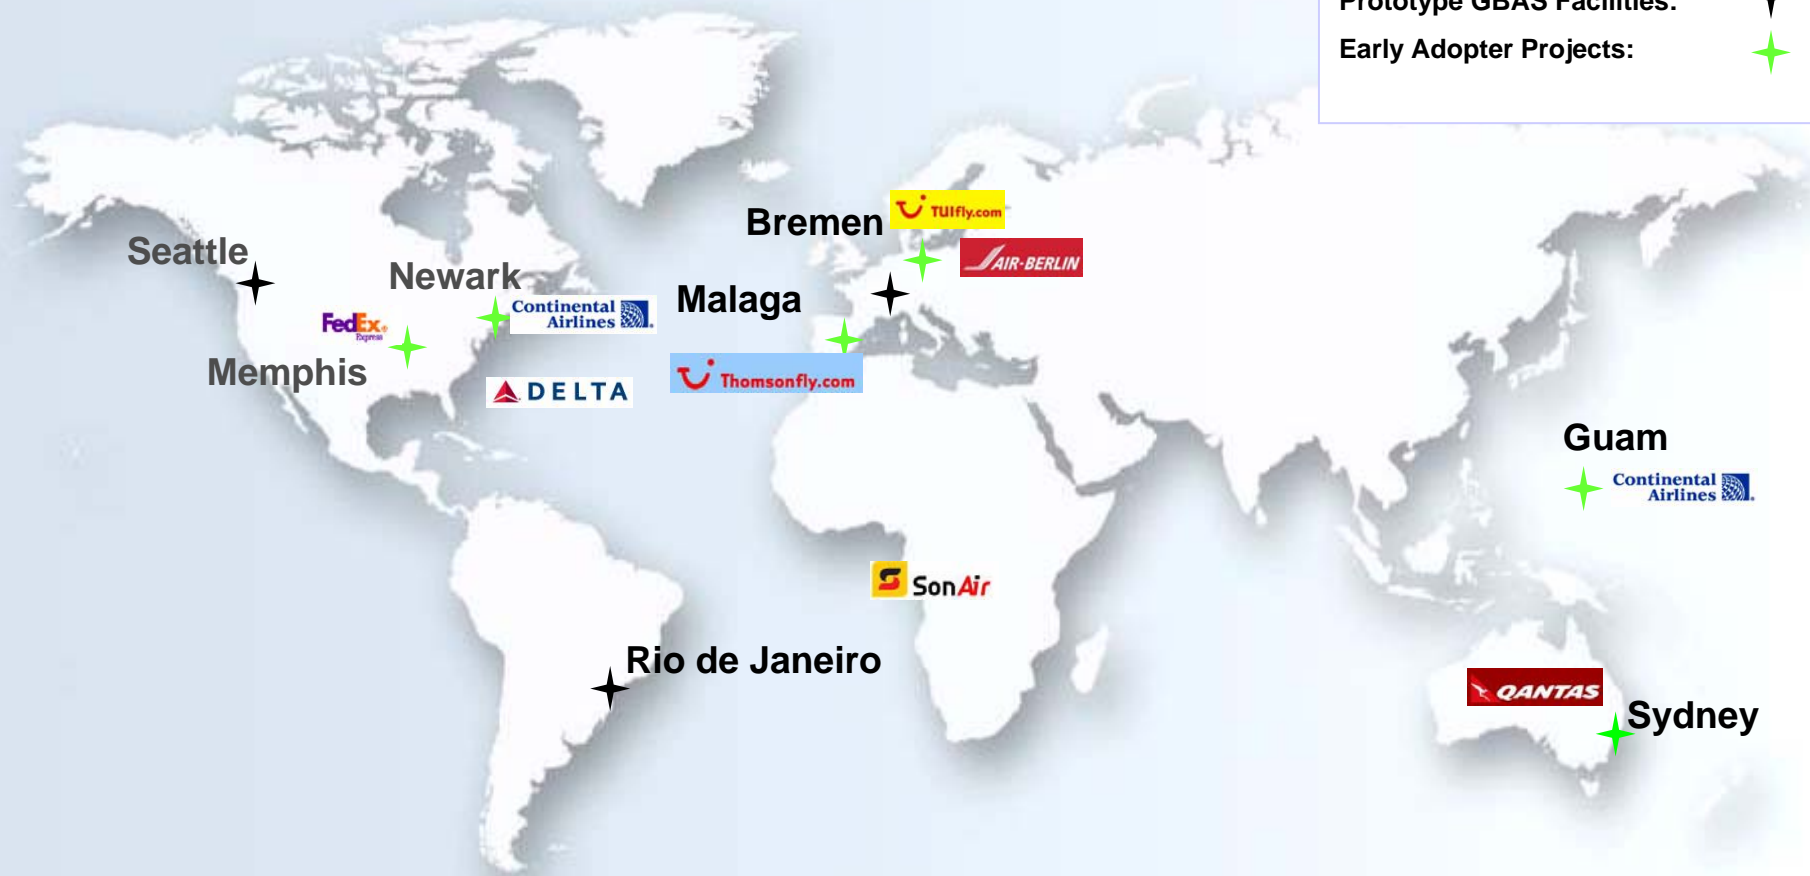 Prototype GBAS Facilities:
Early Adopter Projects:
TUIfly.com
Bremen
AIR-BERLIN
Seattle
Newark
Malaga
Continental
Airlines
FedEx
Express
Memphis
Thomsonfly.com
DELTA
Guam
Continental
Airlines
SonAir
Rio de Janeiro
QANTAS
Sydney